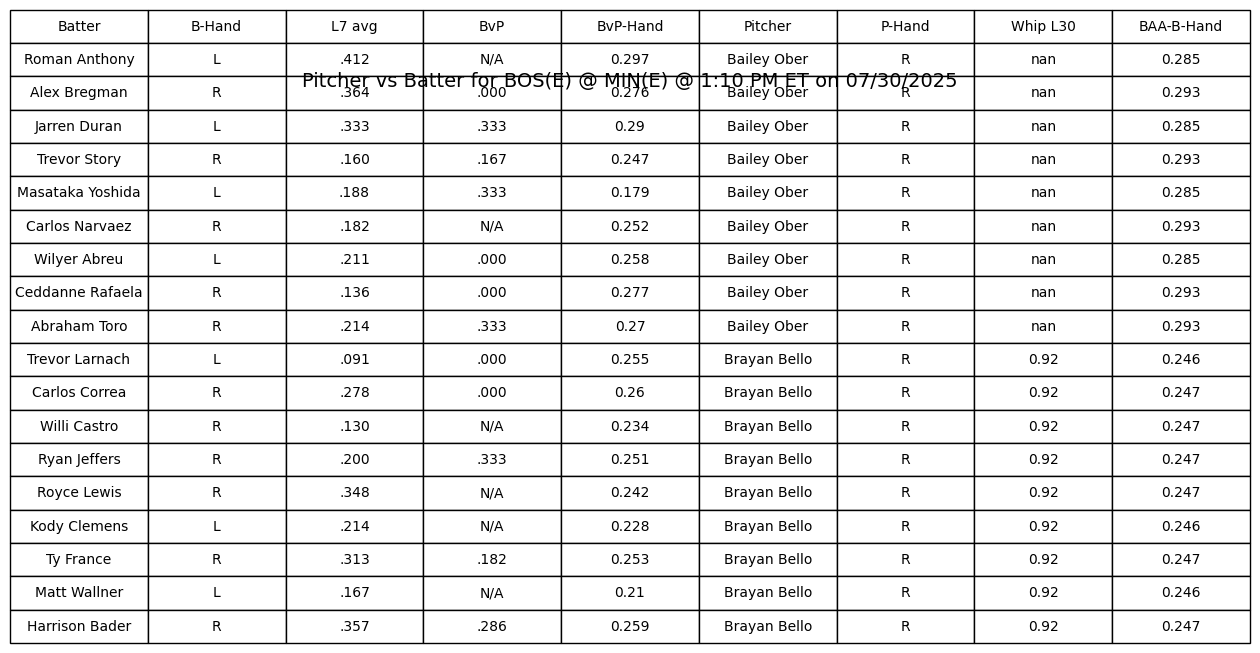 Batter B-Hand L7 avg BvP BvP-Hand Pitcher P-Hand Whip L30 BAA-B-Hand
Roman Anthony L .412 N/A 0.297 Bailey Ober R nan 0.285
Pitcher vs Batter for BOS(E) @ MIN(E) @ 1:10 PM ET on 07/30/2025
Alex Bregman R .364 .000 0.276 Bailey Ober R nan 0.293
Jarren Duran L .333 .333 0.29 Bailey Ober R nan 0.285
Trevor Story R .160 .167 0.247 Bailey Ober R nan 0.293
Masataka Yoshida L .188 .333 0.179 Bailey Ober R nan 0.285
Carlos Narvaez R .182 N/A 0.252 Bailey Ober R nan 0.293
Wilyer Abreu L .211 .000 0.258 Bailey Ober R nan 0.285
Ceddanne Rafaela R .136 .000 0.277 Bailey Ober R nan 0.293
Abraham Toro R .214 .333 0.27 Bailey Ober R nan 0.293
Trevor Larnach L .091 .000 0.255 Brayan Bello R 0.92 0.246
Carlos Correa R .278 .000 0.26 Brayan Bello R 0.92 0.247
Willi Castro R .130 N/A 0.234 Brayan Bello R 0.92 0.247
Ryan Jeffers R .200 .333 0.251 Brayan Bello R 0.92 0.247
Royce Lewis R .348 N/A 0.242 Brayan Bello R 0.92 0.247
Kody Clemens L .214 N/A 0.228 Brayan Bello R 0.92 0.246
Ty France R .313 .182 0.253 Brayan Bello R 0.92 0.247
Matt Wallner L .167 N/A 0.21 Brayan Bello R 0.92 0.246
Harrison Bader R .357 .286 0.259 Brayan Bello R 0.92 0.247